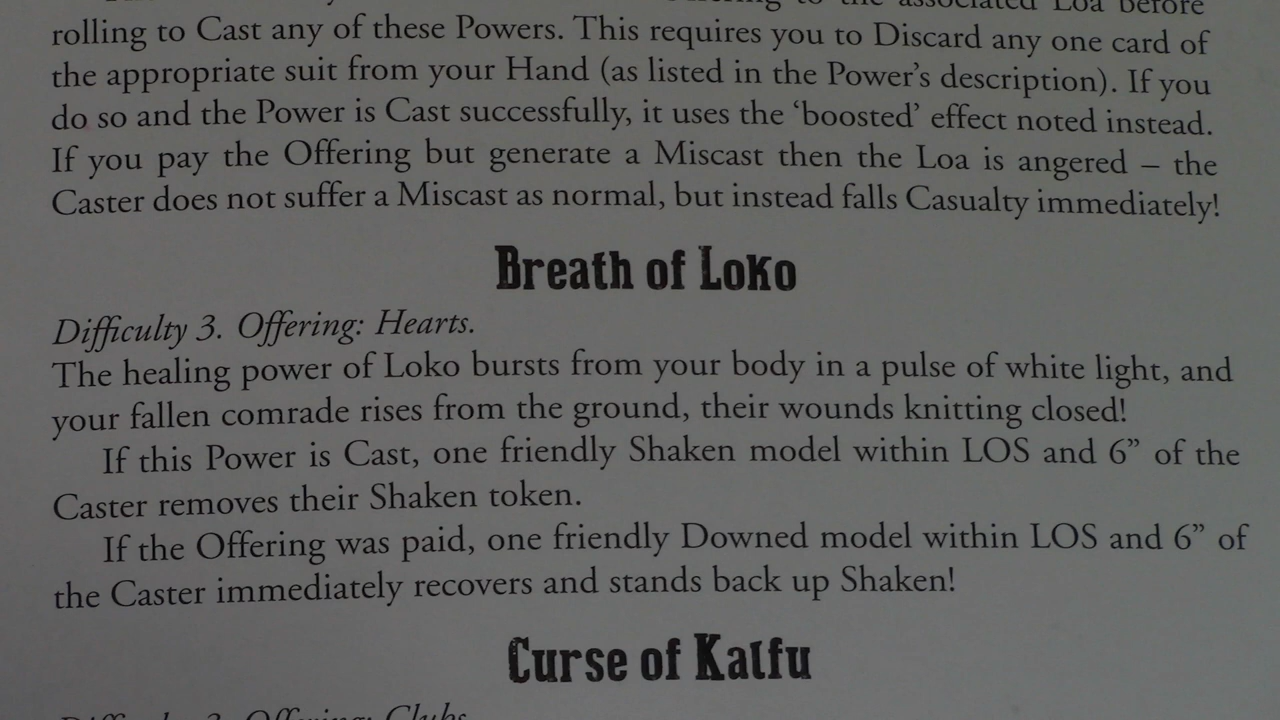 to the associated Loa before
rolling to Cast any of these Powers. This requires you to Discard any one card of
the appropriate suit from your Hand (as listed in the Power's description). If you
do so and the Power is Cast successfully, it uses the ‘boosted’ effect noted instead.
If you pay the Offering but generate a Miscast then the Loa is angered – the
Caster does not suffer a Miscast as normal, but instead falls Casualty immediately!
Breath of Loko
Difficulty 3. Offering: Hearts.
The healing power of Loko bursts from your body in a pulse of white light, and
your fallen comrade rises from the ground, their wounds knitting closed!
If this Power is Cast, one friendly Shaken model within LOS and 6” of the
Caster removes their Shaken token.
If the Offering was paid, one friendly Downed model within LOS and 6” of
the Caster immediately recovers and stands back up Shaken!
Curse of Kalfu
Offering: Clubs